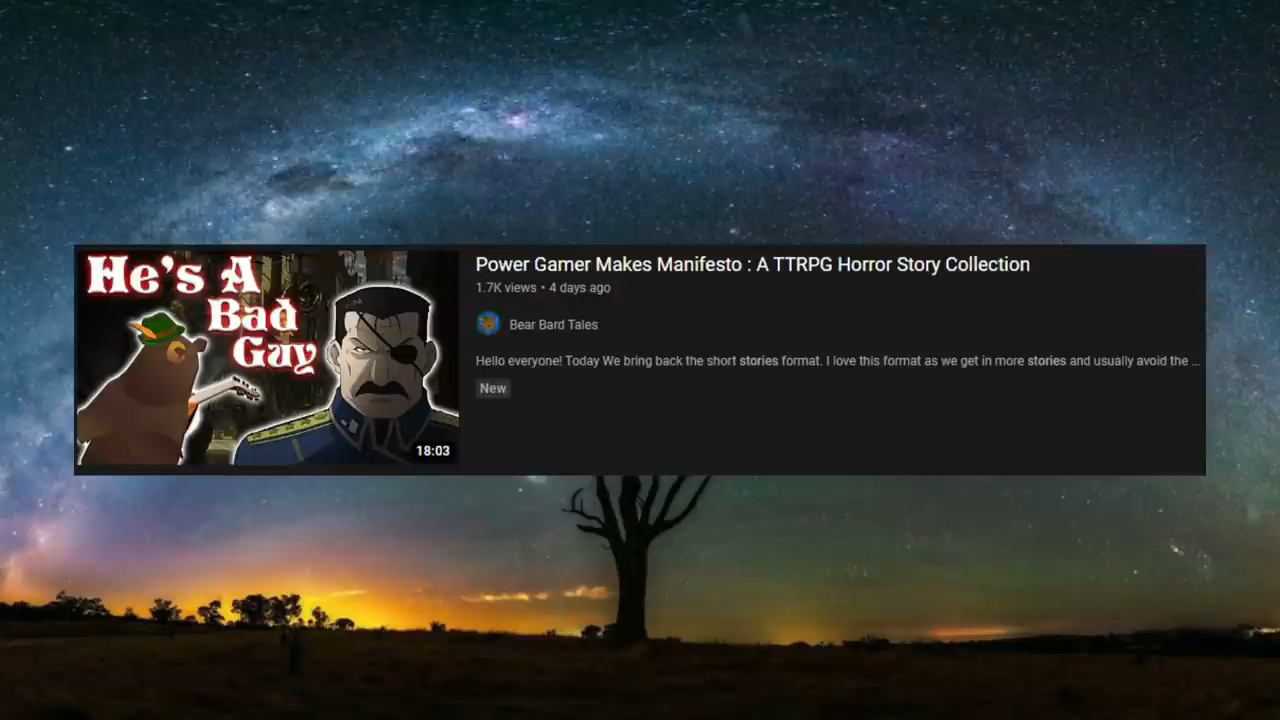 He's A
Bad
Guy
18:03
Power Gamer Makes Manifesto : A TTRPG Horror Story Collection
1.7K views • 4 days ago
Bear Bard Tales
Hello everyone! Today We bring back the short stories format. I love this format as we get in more stories and usually avoid the ...
New